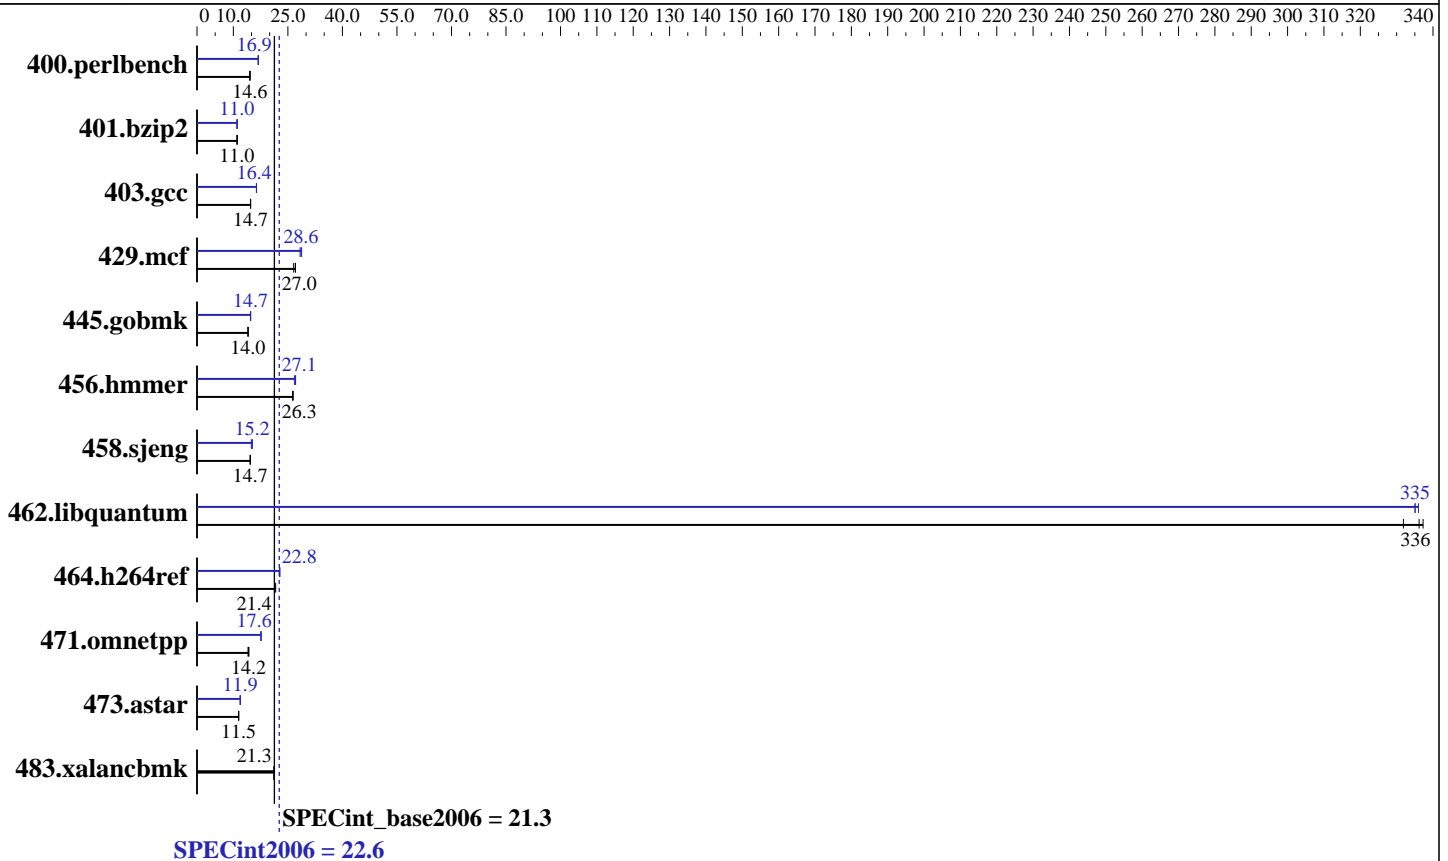 0 10.0 25.0 40.0 55.0 70.0 85.0 100 110 120 130 140 150 160 170 180 190 200 210 220 230 240 250 260 270 280 290 300 310 320 340
16.9
400.perlbench
14.6
11.0
401.bzip2
11.0
16.4
403.gcc
14.7
28.6
429.mcf
27.0
14.7
445.gobmk
14.0
27.1
456.hmmer
26.3
15.2
458.sjeng
14.7
335
462.libquantum
336
22.8
464.h264ref
21.4
17.6
471.omnetpp
14.2
11.9
473.astar
11.5
21.3
483.xalancbmk
SPECint_base2006 = 21.3
SPECint2006 = 22.6